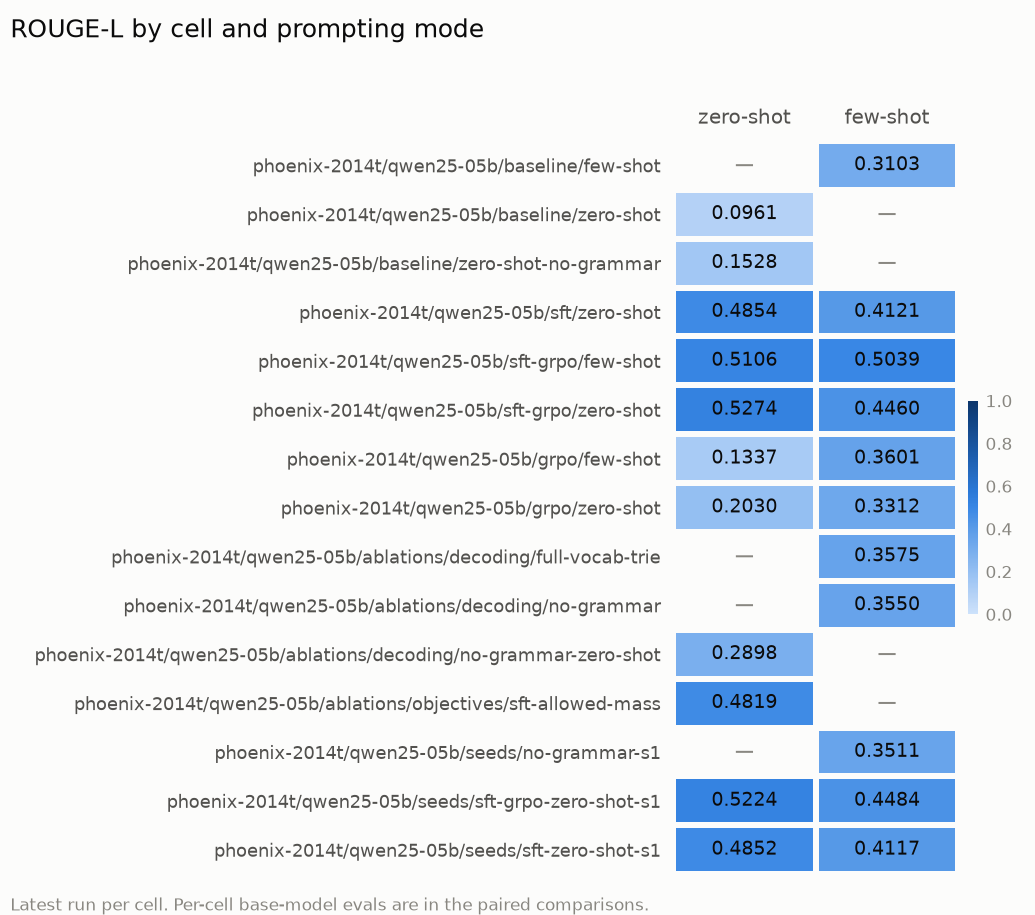 ROUGE-L by cell and prompting mode
zero-shot few-shot
phoenix-2014t/qwen25-05b/baseline/few-shot — 0.3103
phoenix-2014t/qwen25-05b/baseline/zero-shot 0.0961 —
phoenix-2014t/qwen25-05b/baseline/zero-shot-no-grammar 0.1528 —
phoenix-2014t/qwen25-05b/sft/zero-shot 0.4854 0.4121
phoenix-2014t/qwen25-05b/sft-grpo/few-shot 0.5106 0.5039
phoenix-2014t/qwen25-05b/sft-grpo/zero-shot 0.5274 0.4460
phoenix-2014t/qwen25-05b/grpo/few-shot 0.1337 0.3601
phoenix-2014t/qwen25-05b/grpo/zero-shot 0.2030 0.3312
phoenix-2014t/qwen25-05b/ablations/decoding/full-vocab-trie — 0.3575
phoenix-2014t/qwen25-05b/ablations/decoding/no-grammar — 0.3550
phoenix-2014t/qwen25-05b/ablations/decoding/no-grammar-zero-shot 0.2898 —
phoenix-2014t/qwen25-05b/ablations/objectives/sft-allowed-mass 0.4819 —
phoenix-2014t/qwen25-05b/seeds/no-grammar-s1 — 0.3511
phoenix-2014t/qwen25-05b/seeds/sft-grpo-zero-shot-s1 0.5224 0.4484
phoenix-2014t/qwen25-05b/seeds/sft-zero-shot-s1 0.4852 0.4117
1.0
0.8
0.6
0.4
0.2
0.0
Latest run per cell. Per-cell base-model evals are in the paired comparisons.